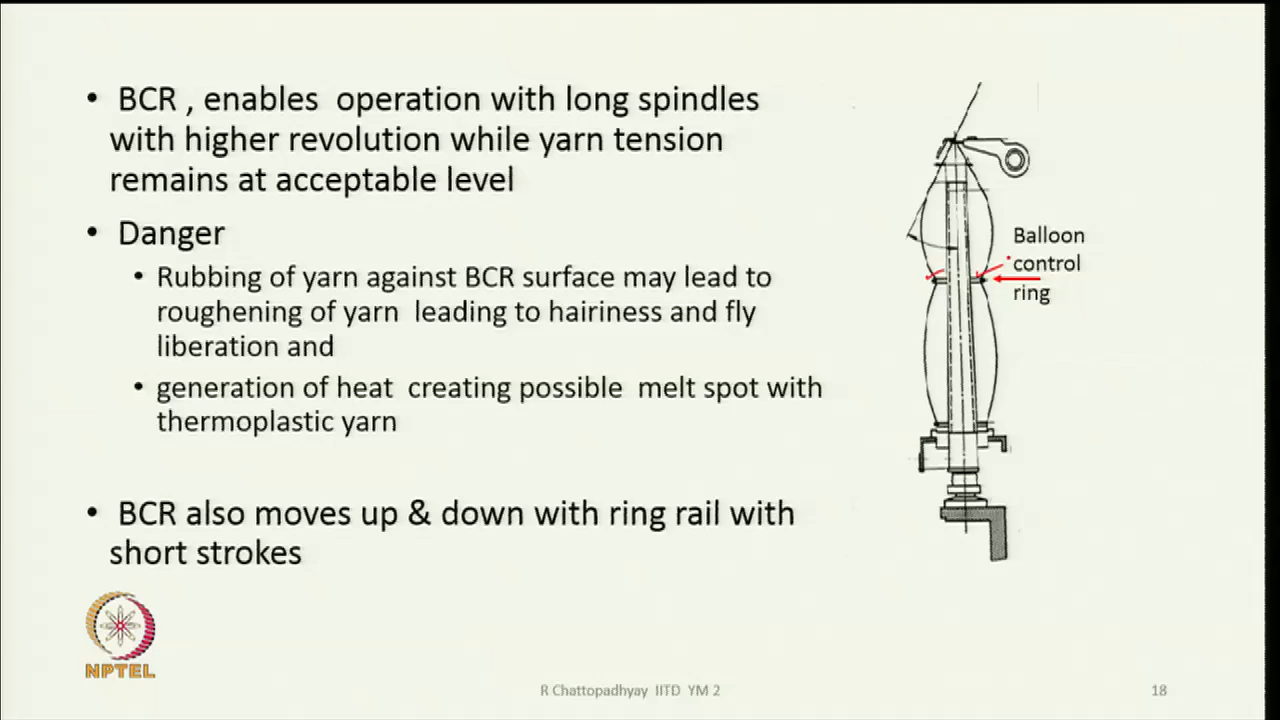 • BCR , enables operation with long spindles
with higher revolution while yarn tension
remains at acceptable level
• Danger
• Rubbing of yarn against BCR surface may lead to
roughening of yarn leading to hairiness and fly
liberation and
• generation of heat creating possible melt spot with
thermoplastic yarn
• BCR also moves up & down with ring rail with
short strokes
Balloon
control
ring
NPTEL
R Chattopadhyay IITD YM 2
18